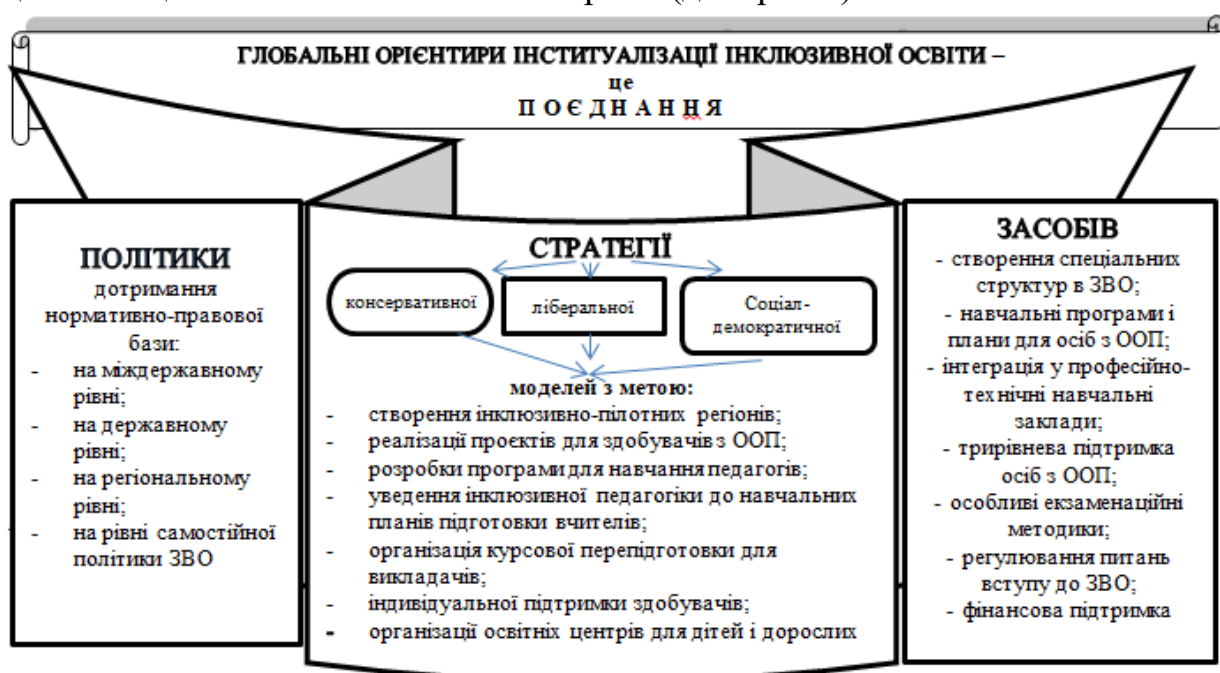 ГЛОБАЛЬНІ ОРІЄНТИРИ ІНСТИТУАЛІЗАЦІЇ ІНКЛЮЗИВНОЇ ОСВІТИ –
це
П О Є Д Н А Н Н Я
ПОЛІТИКИ
дотримання
нормативно-правової
бази:
- на міждержавному
рівні;
- на державному
рівні;
- на регіональному
рівні;
- на рівні самостійної
політики ЗВО
СТРАТЕГІЇ
консервативної
ліберальної
Соціал-
демократичної
моделей з метою:
- створення інклюзивно-пілотних регіонів;
- реалізації проєктів для здобувачів з ООП;
- розробки програми для навчання педагогів;
- уведення інклюзивної педагогіки до навчальних
планів підготовки вчителів;
- організація курсової перепідготовки для
викладачів;
- індивідуальної підтримки здобувачів;
- організації освітніх центрів для дітей і дорослих
ЗАСОБІВ
- створення спеціальних
структур в ЗВО;
- навчальні програми і
плани для осіб з ООП;
- інтеграція у професійно-
технічні навчальні
заклади;
- трирівнева підтримка
осіб з ООП;
- особливі екзаменаційні
методики;
- регулювання питань
вступу до ЗВО;
- фінансова підтримка